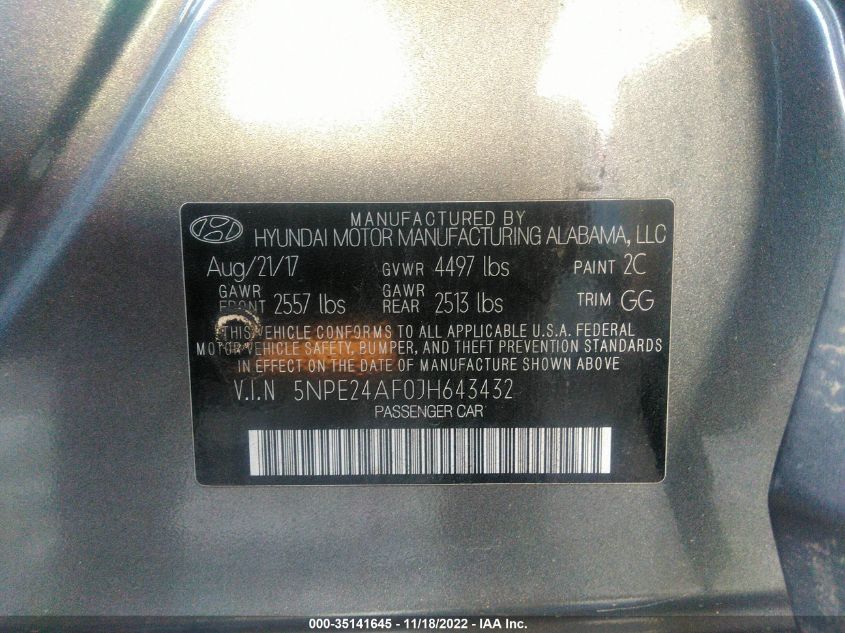 MANUFACTURED BY
HYUNDAI MOTOR MANUFACTURING ALABAMA, LLC
Aug/21/17 GVWR 4497 lbs PAINT 2C
GAWR FRONT 2557 lbs GAWR REAR 2513 lbs TRIM GG
THIS VEHICLE CONFORMS TO ALL APPLICABLE U.S.A. FEDERAL
MOTOR VEHICLE SAFETY, BUMPER, AND THEFT PREVENTION STANDARDS
IN EFFECT ON THE DATE OF MANUFACTURE SHOWN ABOVE
V.I.N 5NPE24AF0JH643432
PASSENGER CAR
000-35141645 - 11/18/2022 - IAA Inc.